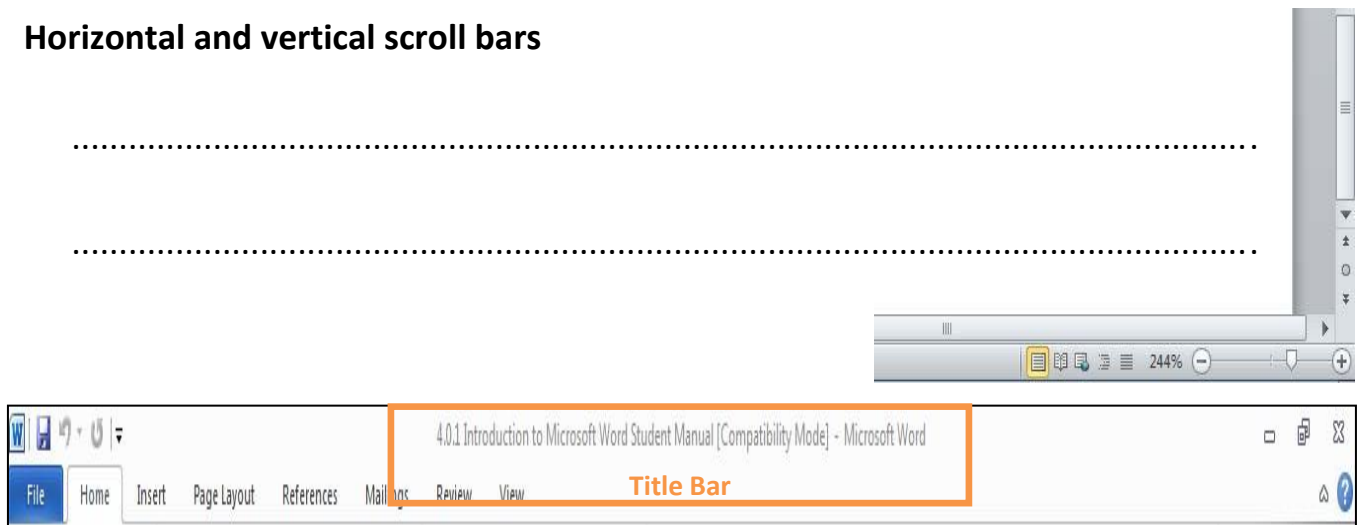 Horizontal and vertical scroll bars
244%
4.0.1 Introduction to Microsoft Word Student Manual [Compatibility Mode] - Microsoft Word
File Home Insert Page Layout References Mailings Review View Title Bar